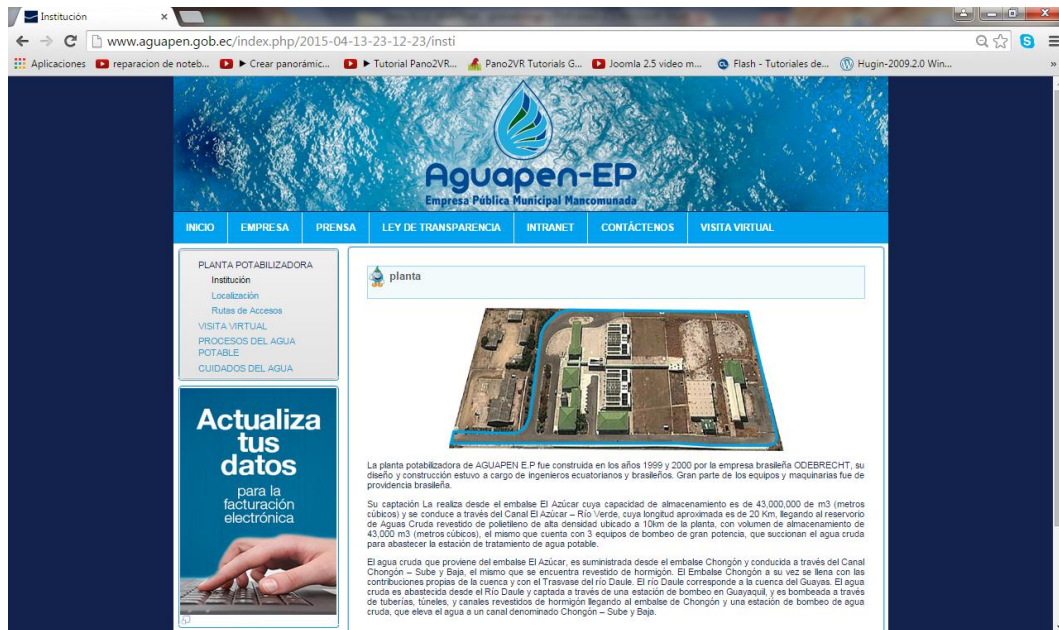 Institución
www.aguapen.gob.ec/index.php/2015-04-13-23-12-23/insti
Aplicaciones
reparacion de noteb...
► Crear panorámic...
► Tutorial Pano2VR...
Pano2VR Tutorials G...
Joomla 2.5 video m...
Flash - Tutoriales de...
Hugin-2009.2.0 Win...
»
Aguapen-EP
Empresa Pública Municipal Mancomunada
INICIO
EMPRESA
PRENSA
LEY DE TRANSPARENCIA
INTRANET
CONTÁCTENOS
VISITA VIRTUAL
PLANTA POTABILIZADORA
Institución
Localización
Rutas de Accesos
VISITA VIRTUAL
PROCESOS DEL AGUA
POTABLE
CUIDADOS DEL AGUA
Actualiza
tus
datos
para la
facturación
electrónica
planta
La planta potabilizadora de AGUAPEN E.P fue construida en los años 1999 y 2000 por la empresa brasileña ODEBRECHT, su
diseño y construcción estuvo a cargo de ingenieros ecuatorianos y brasileños. Gran parte de los equipos y maquinarias fue de
providencia brasileña.
Su captación La realiza desde el embalse El Azúcar cuya capacidad de almacenamiento es de 43,000,000 de m3 (metros
cúbicos) y se conduce a través del Canal El Azúcar – Río Verde, cuya longitud aproximada es de 20 Km, llegando al reservorio
de Aguas Cruda revestido de polietileno de alta densidad ubicado a 10km de la planta, con volumen de almacenamiento de
43,000 m3 (metros cúbicos), el mismo que cuenta con 3 equipos de bombeo de gran potencia, que succionan el agua cruda
para abastecer la estación de tratamiento de agua potable.
El agua cruda que proviene del embalse El Azúcar, es suministrada desde el embalse Chongón y conducida a través del Canal
Chongón – Sube y Baja, el mismo que se encuentra revestido de hormigón. El Embalse Chongón a su vez se llena con las
contribuciones propias de la cuenca y con el Trasvase del río Daule. El río Daule corresponde a la cuenca del Guayas. El agua
cruda es abastecida desde el Río Daule y captada a través de una estación de bombeo en Guayaquil, y es bombeada a través
de tuberías, túneles, y canales revestidos de hormigón llegando al embalse de Chongón y una estación de bombeo de agua
cruda, que eleva el agua a un canal denominado Chongón – Sube y Baja.